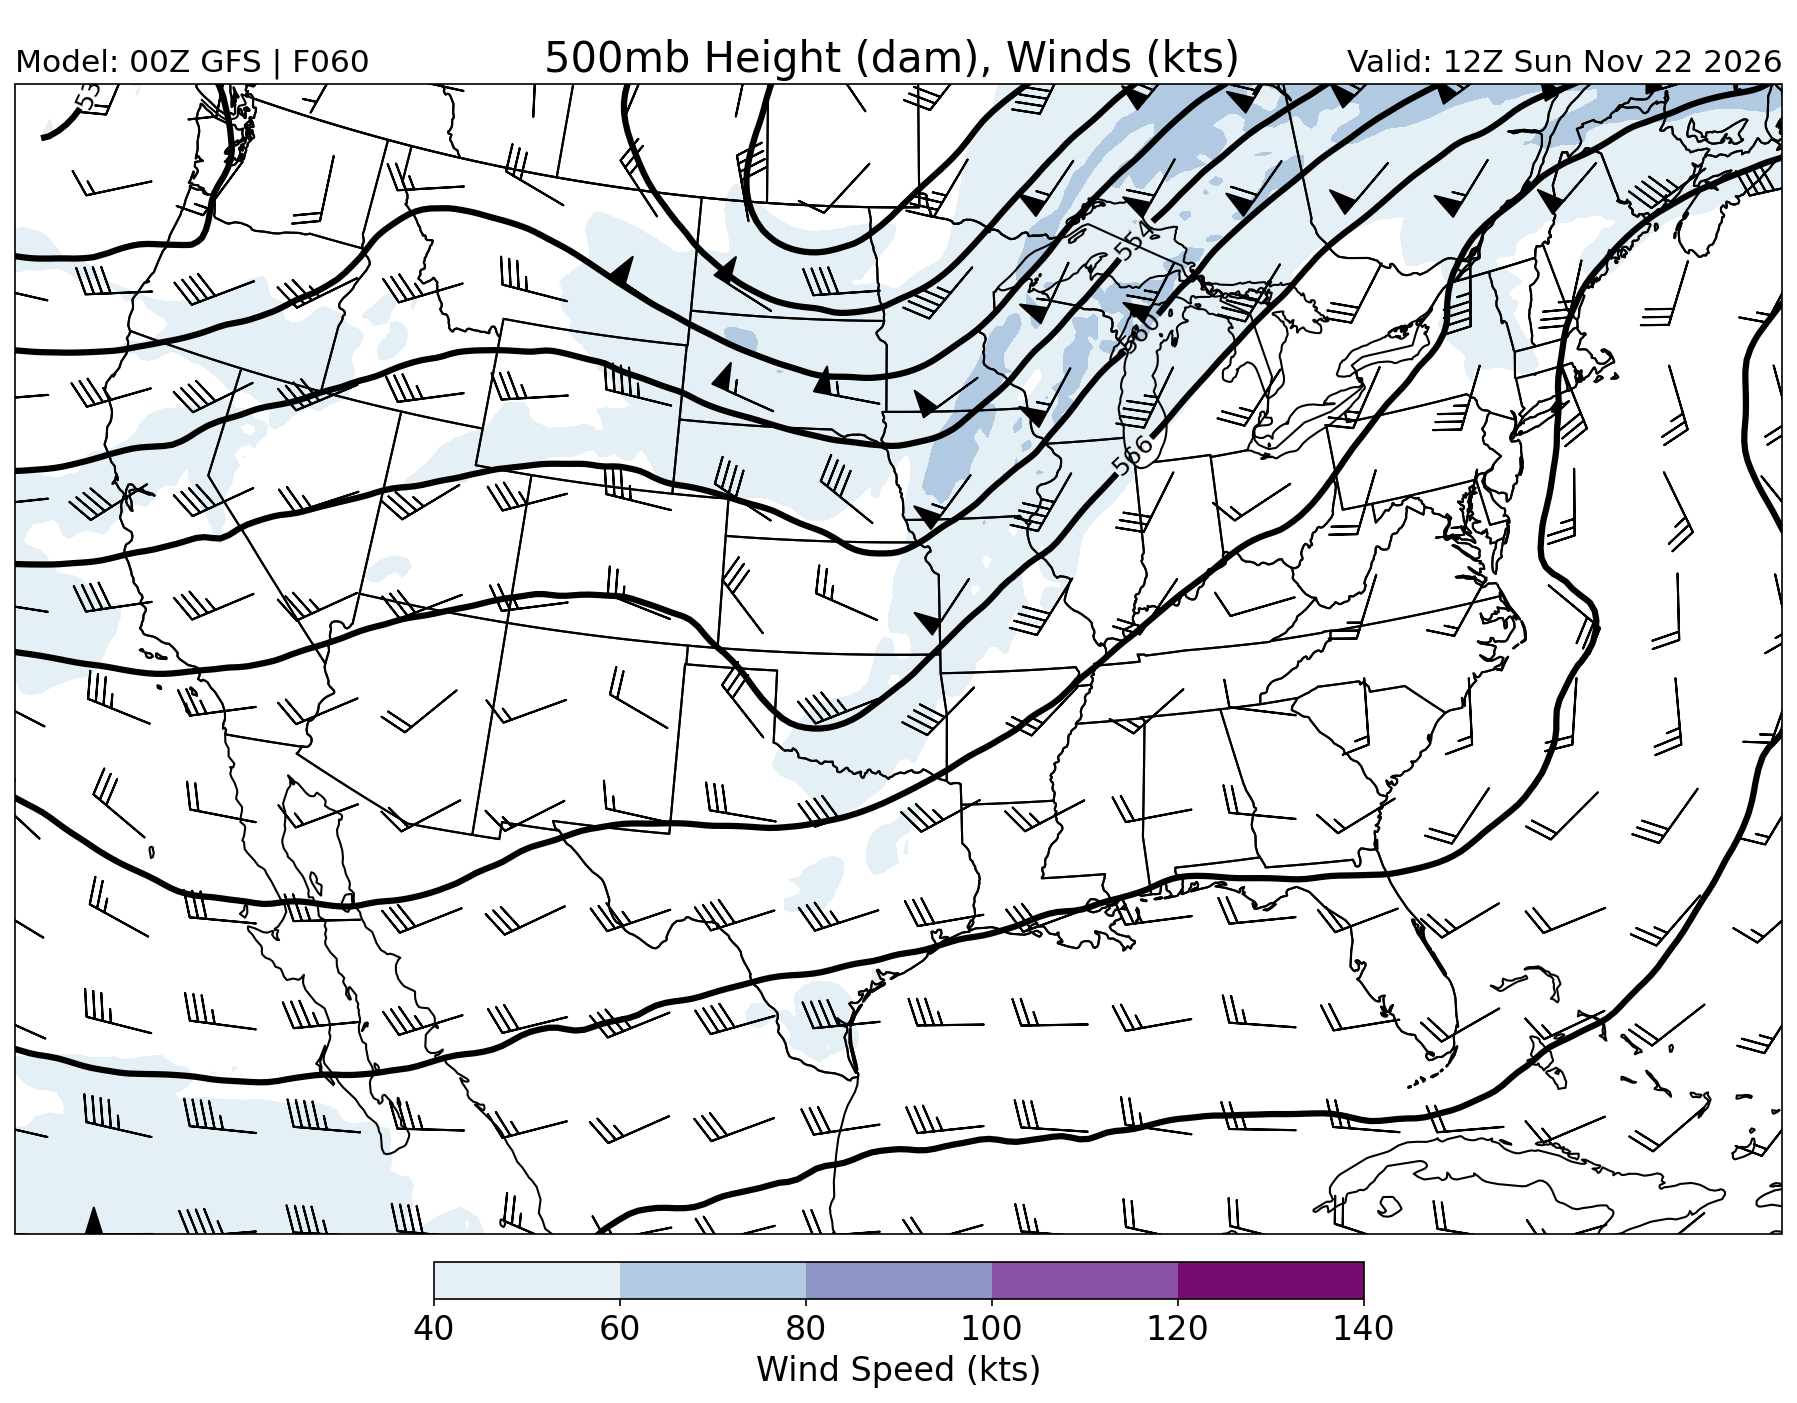 Model: 00Z GFS | F060
500mb Height (dam), Winds (kts)
Valid: 12Z Sun Nov 22 2026
554
560
566
40 60 80 100 120 140
Wind Speed (kts)